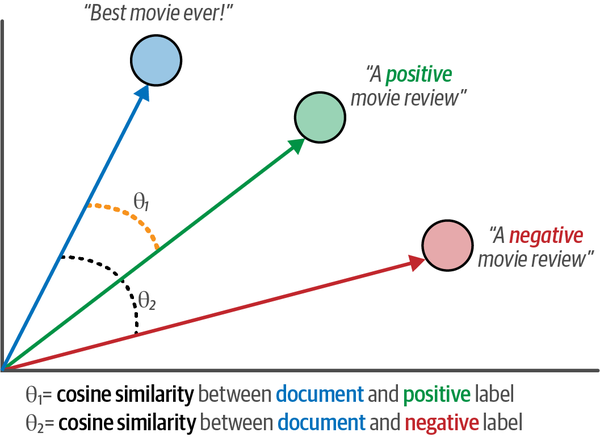 “Best movie ever!”
“A positive
movie review”
θ1
“A negative
movie review”
θ2
θ1= cosine similarity between document and positive label
θ2= cosine similarity between document and negative label